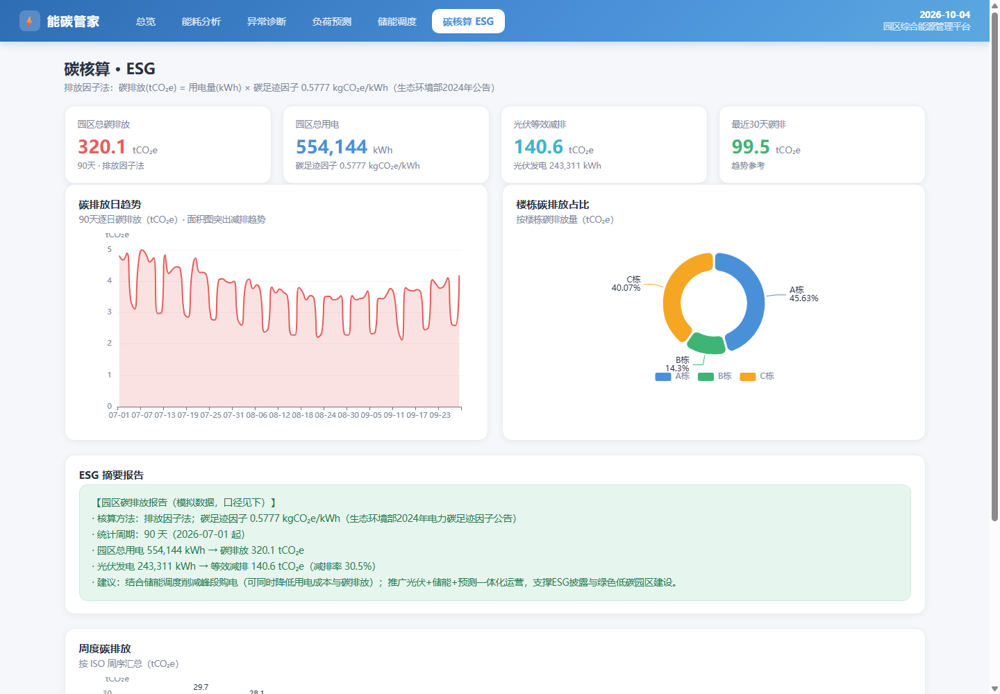 能碳管家
总览
能耗分析
异常诊断
负荷预测
储能调度
碳核算 ESG
2026-10-04
园区综合能源管理平台
碳核算 · ESG
排放因子法：碳排放(tCO₂e) = 用电量(kWh) × 碳足迹因子 0.5777 kgCO₂e/kWh（生态环境部2024年公告）
园区总碳排放
320.1 tCO₂e
90天 · 排放因子法
园区总用电
554,144 kWh
碳足迹因子 0.5777 kgCO₂e/kWh
光伏等效减排
140.6 tCO₂e
光伏发电 243,311 kWh
最近30天碳排
99.5 tCO₂e
趋势参考
碳排放日趋势
90天逐日碳排放（tCO₂e）· 面积图突出减排趋势
tCO₂e
5
4
3
2
1
0
07-01 07-07 07-13 07-19 07-25 07-31 08-06 08-12 08-18 08-24 08-30 09-05 09-11 09-17 09-23
楼栋碳排放占比
按楼栋碳排放量（tCO₂e）
C栋
40.07%
A栋
45.63%
B栋
14.3%
A栋 B栋 C栋
ESG 摘要报告
【园区碳排放报告（模拟数据，口径见下）】
· 核算方法：排放因子法；碳足迹因子 0.5777 kgCO₂e/kWh（生态环境部2024年电力碳足迹因子公告）
· 统计周期：90 天（2026-07-01 起）
· 园区总用电 554,144 kWh → 碳排放 320.1 tCO₂e
· 光伏发电 243,311 kWh → 等效减排 140.6 tCO₂e（减排率 30.5%）
· 建议：结合储能调度削减峰段购电（可同时降低用电成本与碳排放）；推广光伏+储能+预测一体化运营，支撑ESG披露与绿色低碳园区建设。
周度碳排放
按 ISO 周序汇总（tCO₂e）
tCO₂e
30
29.7
28.1